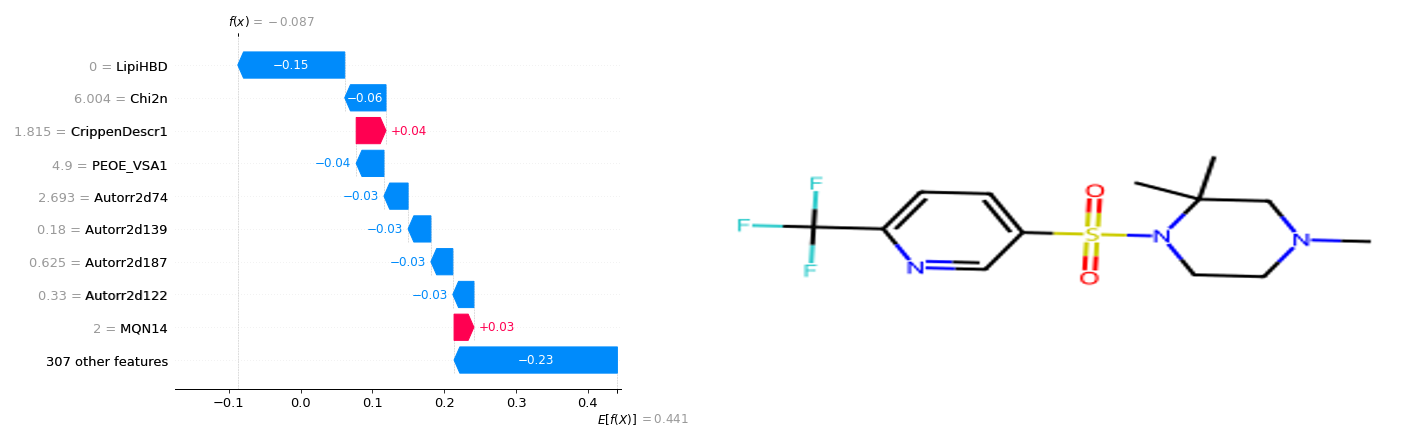 f(x) = −0.087
0 = LipiHBD −0.15
6.004 = Chi2n −0.06
1.815 = CrippenDescr1 +0.04
4.9 = PEOE_VSA1 −0.04
2.693 = Autorr2d74 −0.03
0.18 = Autorr2d139 −0.03
0.625 = Autorr2d187 −0.03
0.33 = Autorr2d122 −0.03
2 = MQN14 +0.03
307 other features −0.23
−0.1 0.0 0.1 0.2 0.3 0.4
E[f(X)] = 0.441
F
F
F
N
O
S
O
N
N